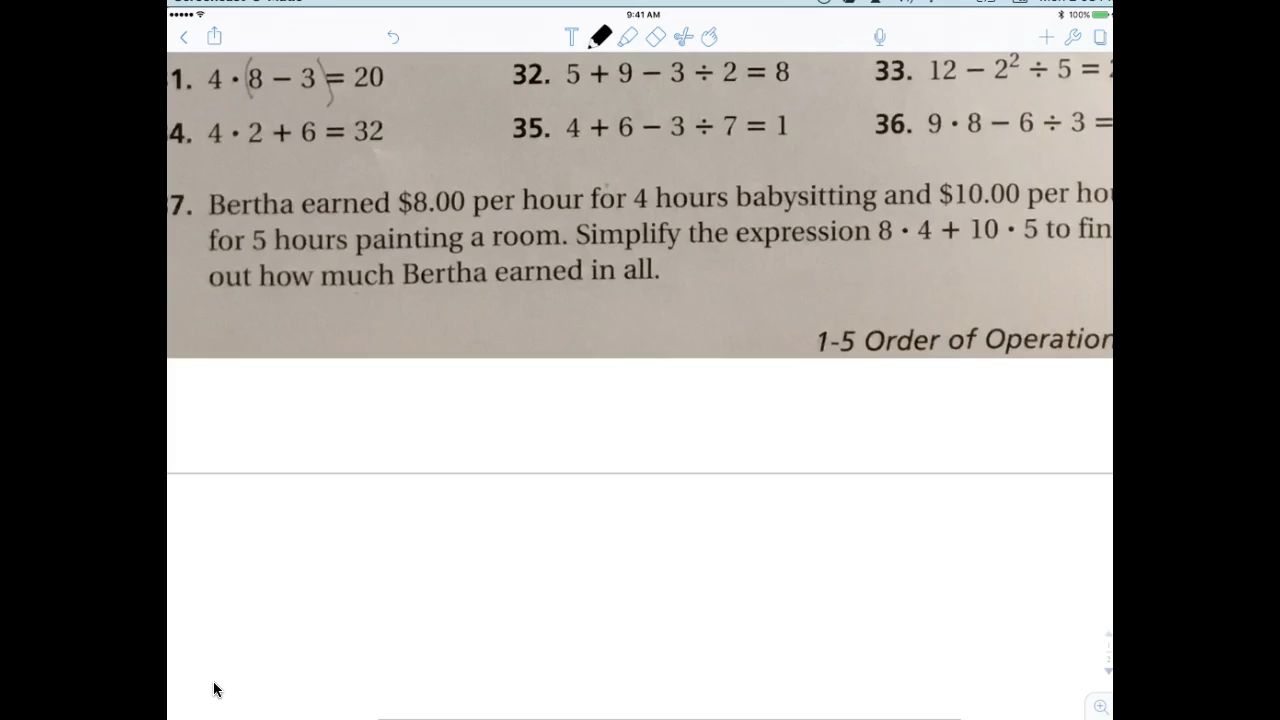 9:41 AM
100%
1. 4 · (8 − 3) = 20
32. 5 + 9 − 3 ÷ 2 = 8
33. 12 − 2² ÷ 5 =
4. 4 · 2 + 6 = 32
35. 4 + 6 − 3 ÷ 7 = 1
36. 9 · 8 − 6 ÷ 3 =
7. Bertha earned $8.00 per hour for 4 hours babysitting and $10.00 per ho
for 5 hours painting a room. Simplify the expression 8 · 4 + 10 · 5 to fin
out how much Bertha earned in all.
1-5 Order of Operation